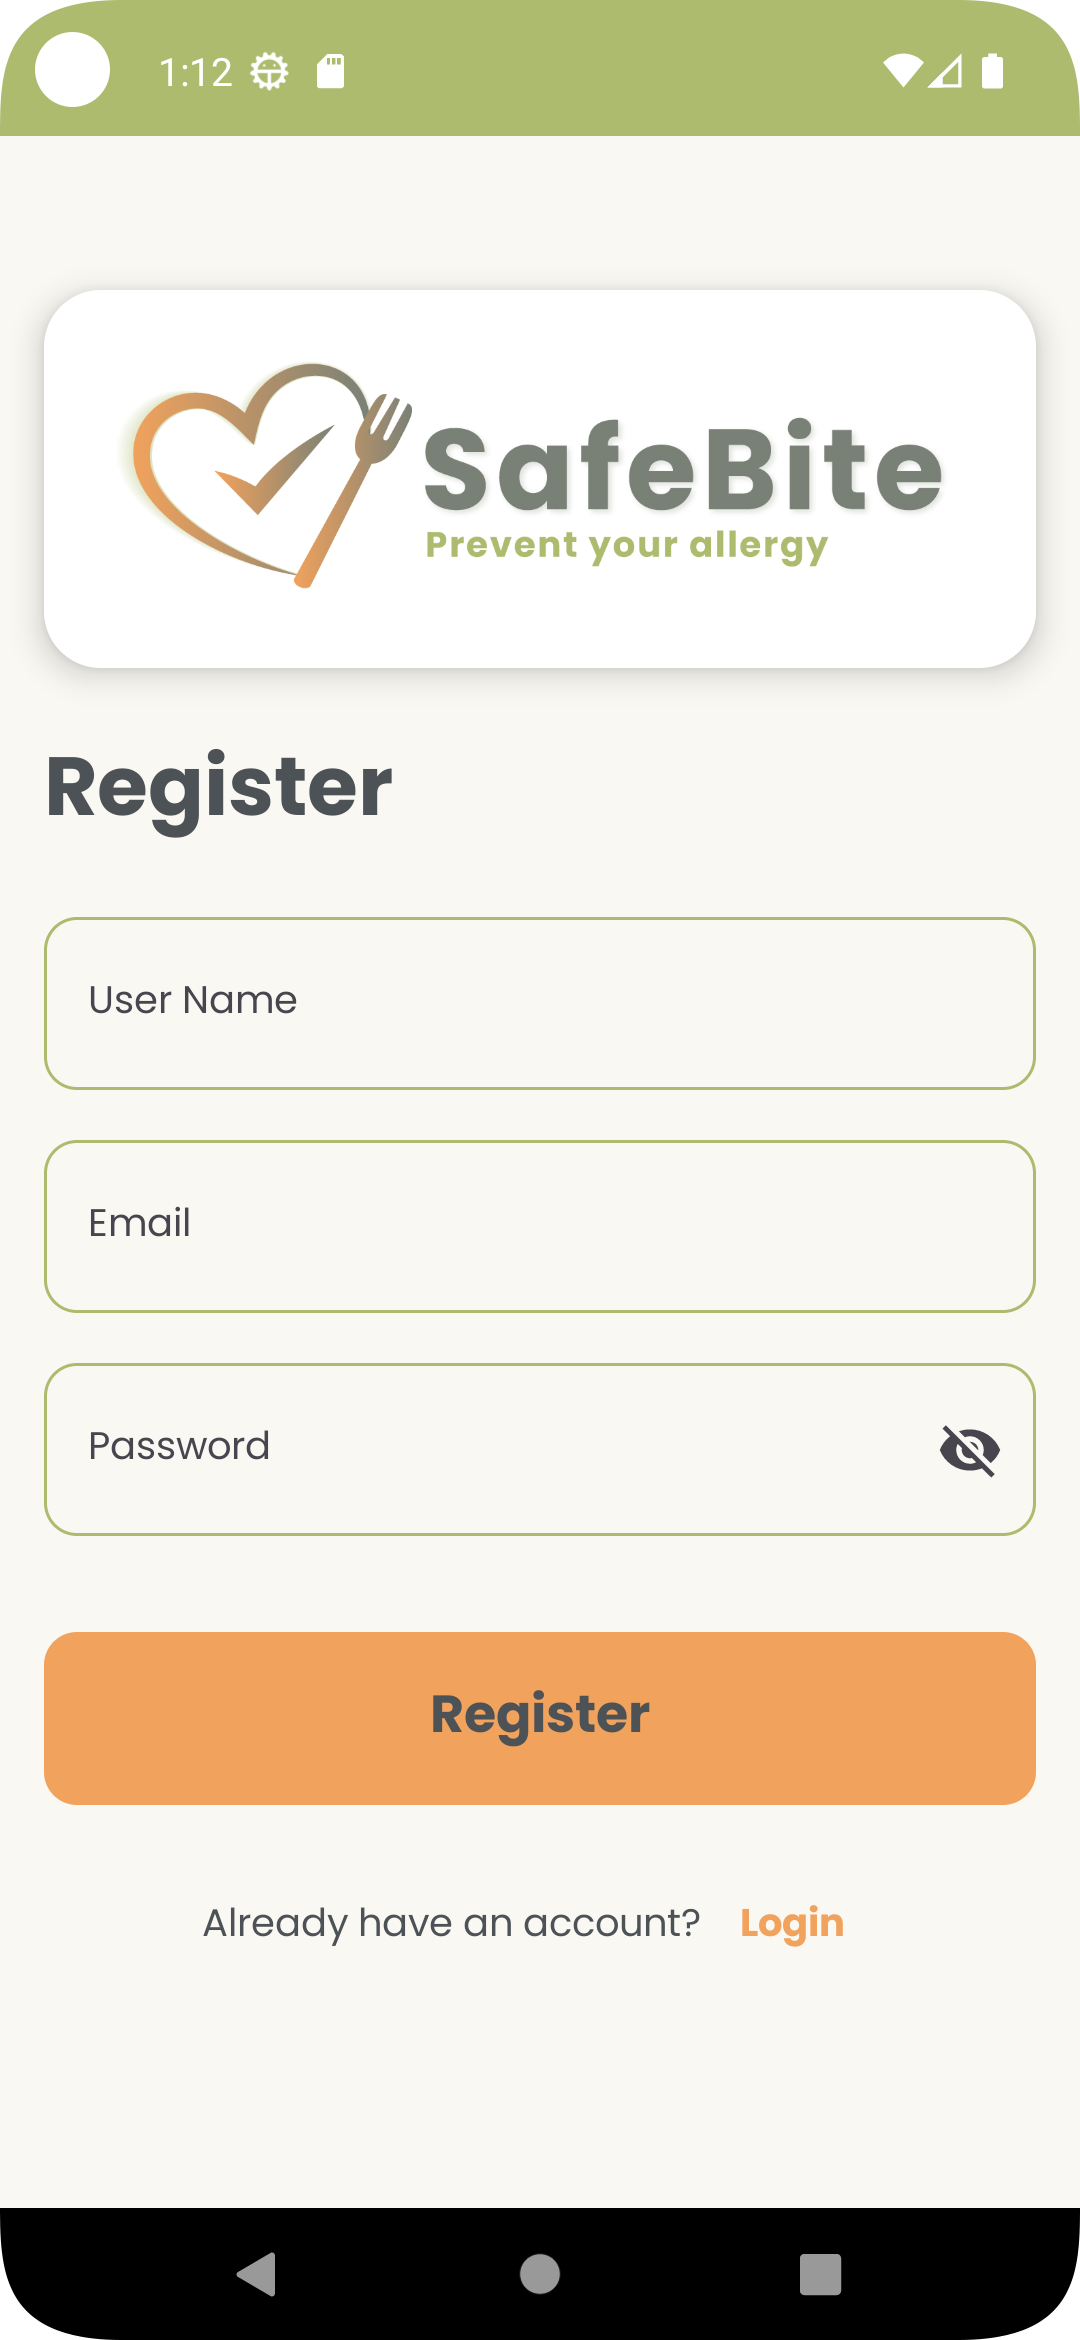 1:12
SafeBite
Prevent your allergy
Register
User Name
Email
Password
Register
Already have an account? Login